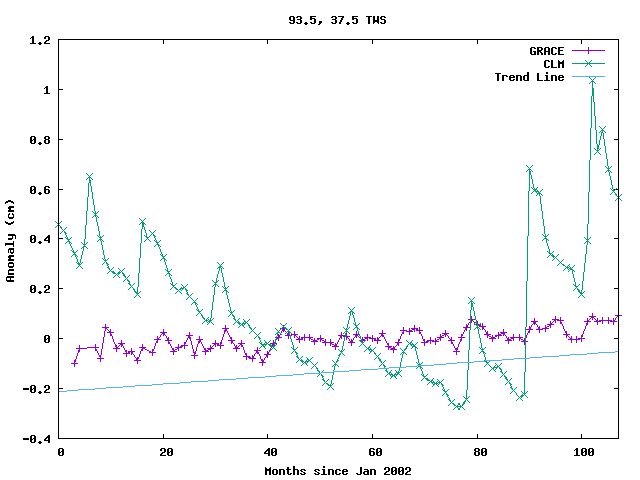 93.5, 37.5 TWS
GRACE
CLM
Trend Line
1.2
1
0.8
0.6
0.4
0.2
0
-0.2
-0.4
Anomaly (cm)
0 20 40 60 80 100
Months since Jan 2002